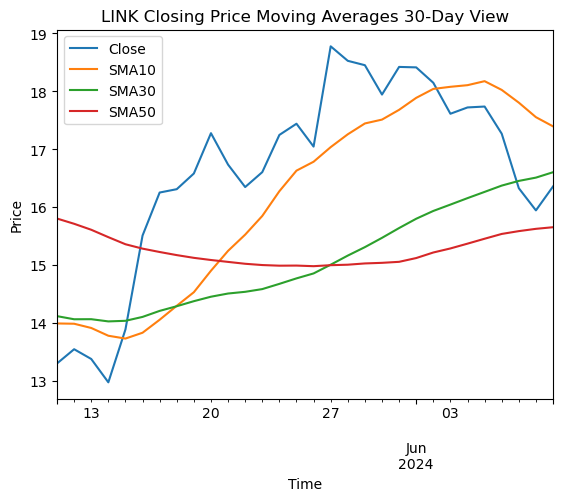 LINK Closing Price Moving Averages 30-Day View
Close
SMA10
SMA30
SMA50
Price
19
18
17
16
15
14
13
13
20
27
03
Jun
2024
Time